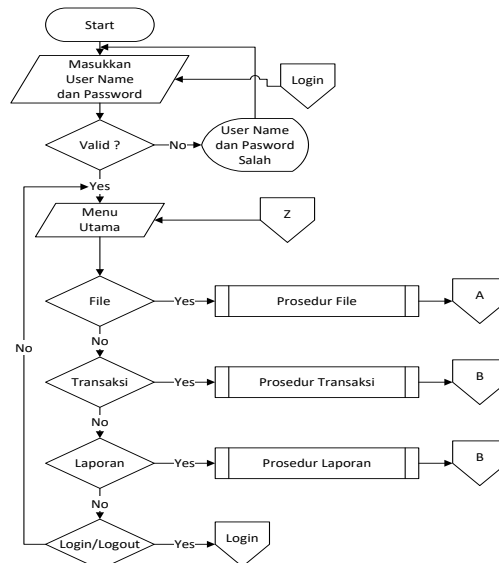 Start
Masukkan
User Name
dan Password
Login
Valid ?
No
User Name
dan Pasword
Salah
Yes
Menu
Utama
Z
File
Yes
Prosedur File
A
No
No
Transaksi
Yes
Prosedur Transaksi
B
No
Laporan
Yes
Prosedur Laporan
B
No
Login/Logout
Yes
Login